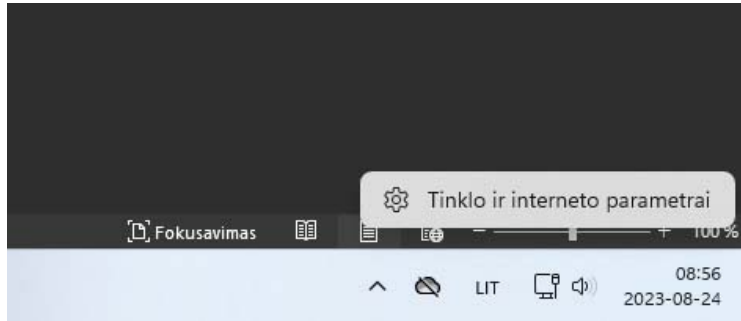 Tinklo ir interneto parametrai
Fokusavimas
100 %
LIT
08:56
2023-08-24